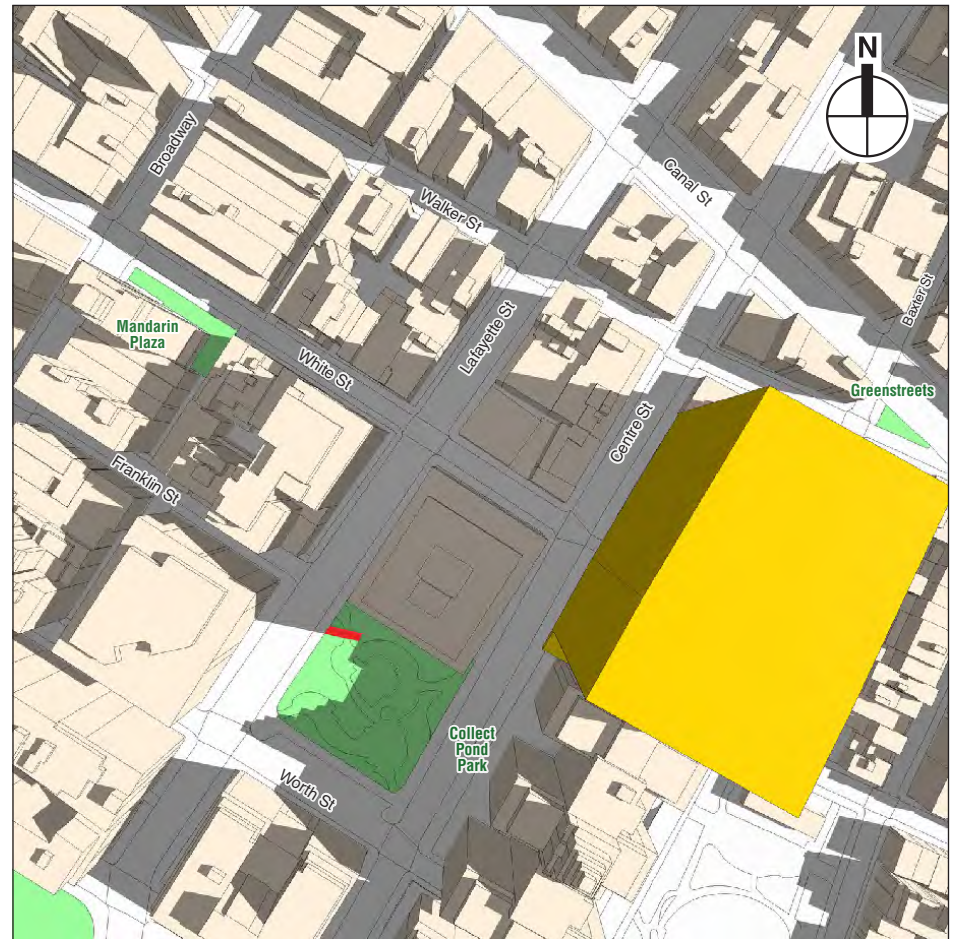 N
Broadway
Canal St
Walker St
Baxter St
Mandarin
Plaza
Lafayette St
White St
Greenstreets
Centre St
Franklin St
Collect
Pond
Park
Worth St